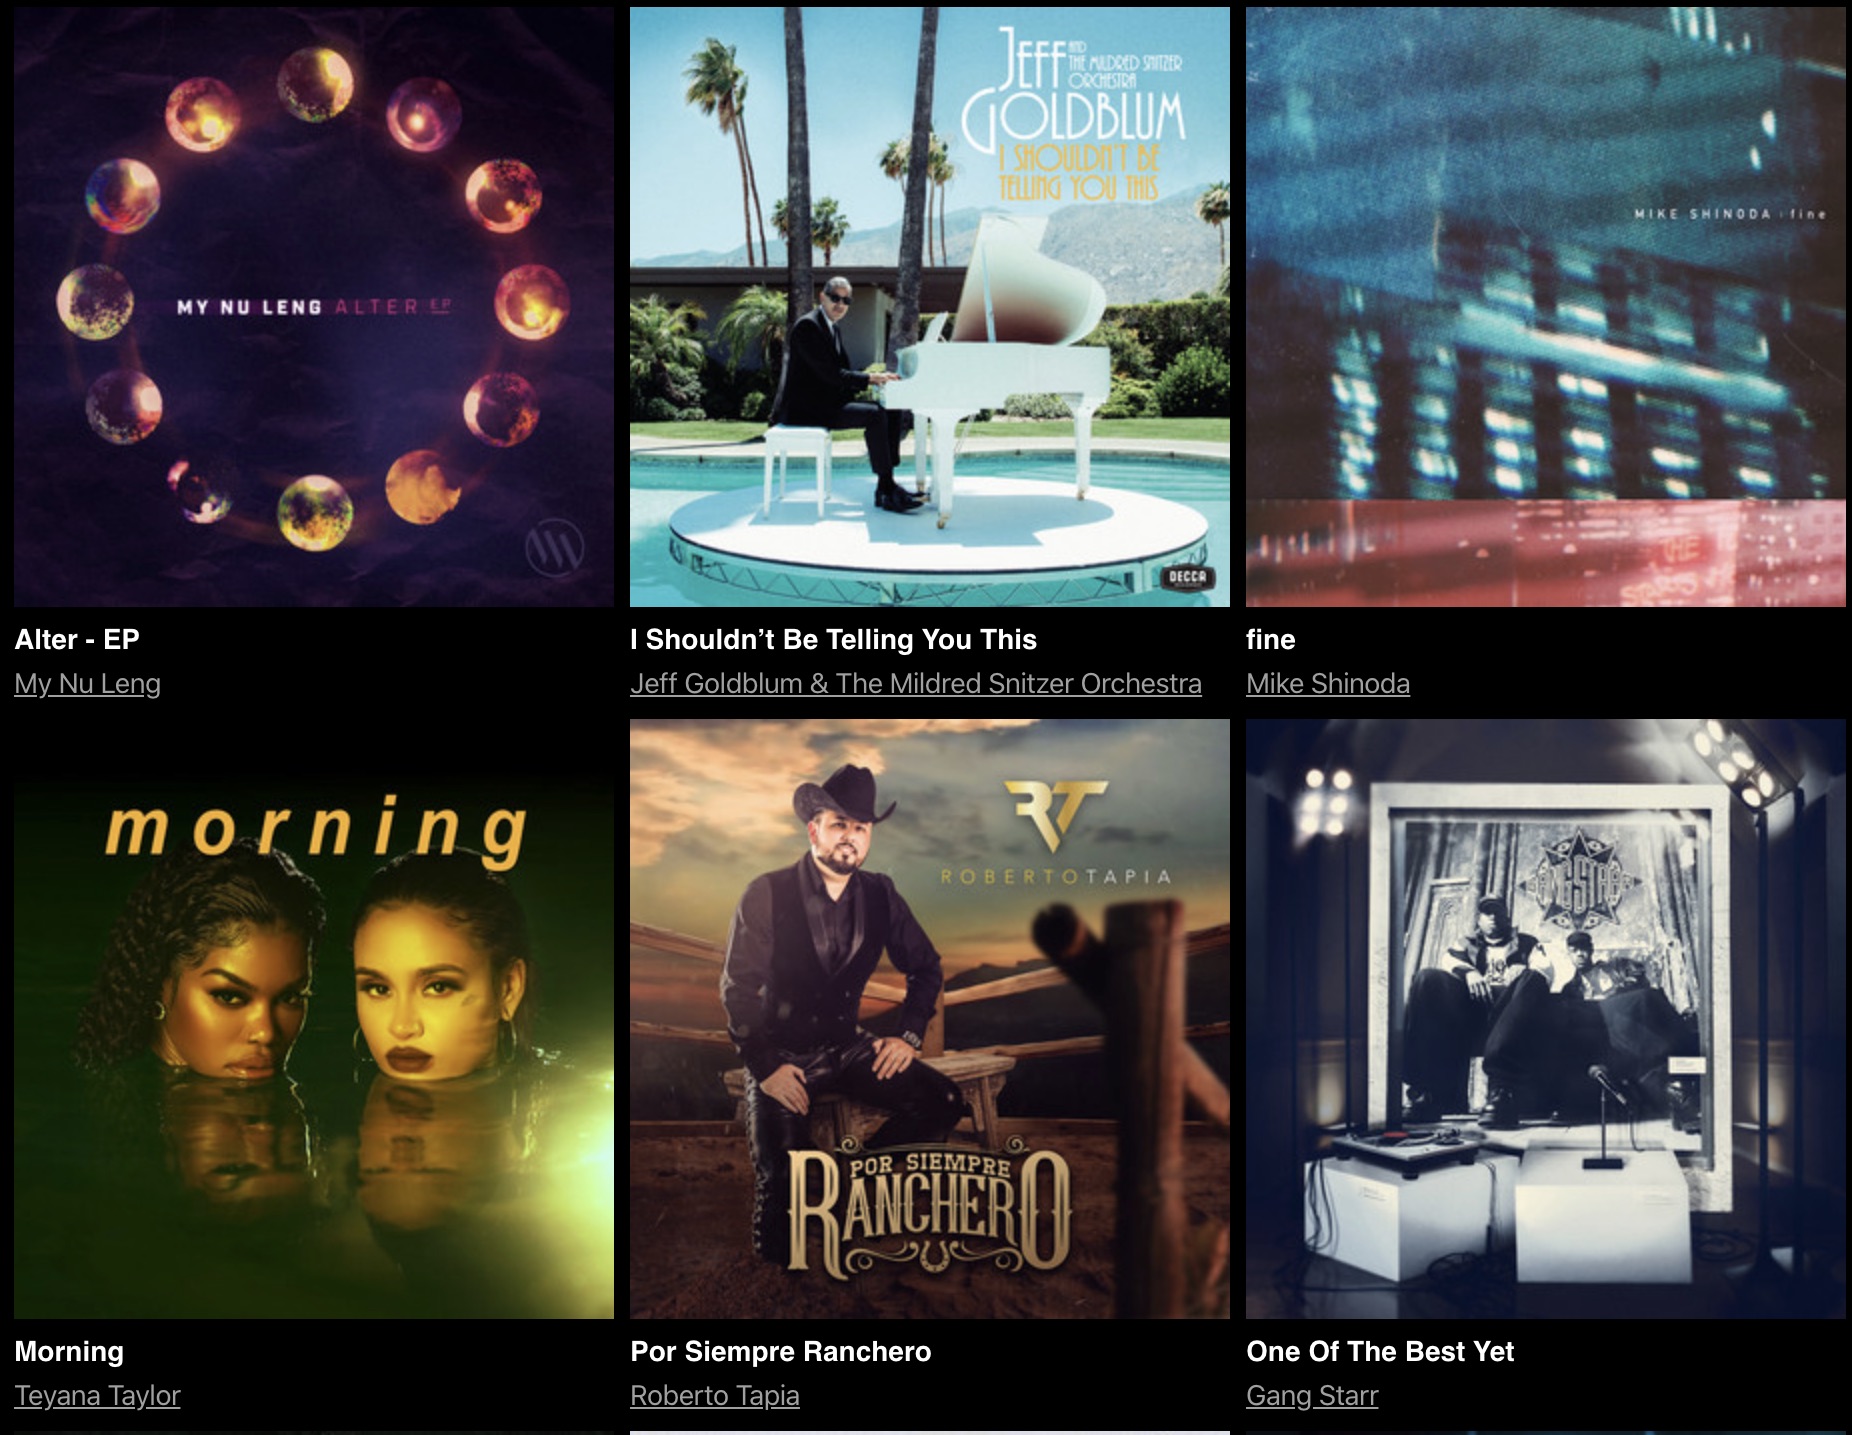 MY NU LENG ALTER EP
JEFF AND
THE MILDRED SNITZER
ORCHESTRA
GOLDBLUM
I SHOULDN'T BE
TELLING YOU THIS
DECCA
MIKE SHINODA : fine
Alter - EP
My Nu Leng
I Shouldn’t Be Telling You This
Jeff Goldblum & The Mildred Snitzer Orchestra
fine
Mike Shinoda
morning
RT
ROBERTOTAPIA
POR SIEMPRE
RANCHERO
GANG STARR
Morning
Teyana Taylor
Por Siempre Ranchero
Roberto Tapia
One Of The Best Yet
Gang Starr